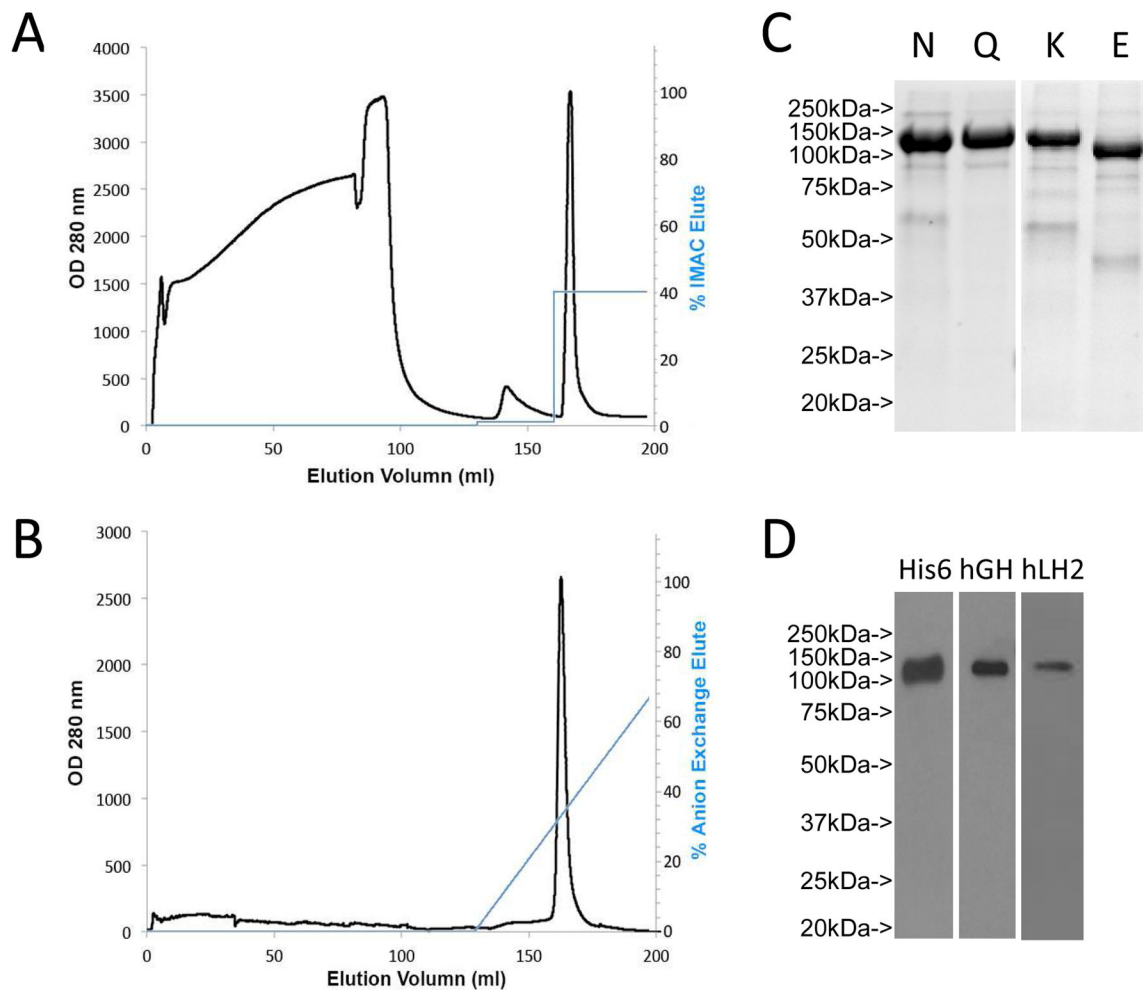 A
4000
3500
3000
2500
2000
1500
1000
500
0
OD 280 nm
0 50 100 150 200
Elution Volumn (ml)
100
80
60
40
20
0
% IMAC Elute
B
3000
2500
2000
1500
1000
500
0
OD 280 nm
0 50 100 150 200
Elution Volumn (ml)
100
80
60
40
20
0
% Anion Exchange Elute
C
N Q K E
250kDa->
150kDa->
100kDa->
75kDa->
50kDa->
37kDa->
25kDa->
20kDa->
D
His6 hGH hLH2
250kDa->
150kDa->
100kDa->
75kDa->
50kDa->
37kDa->
25kDa->
20kDa->